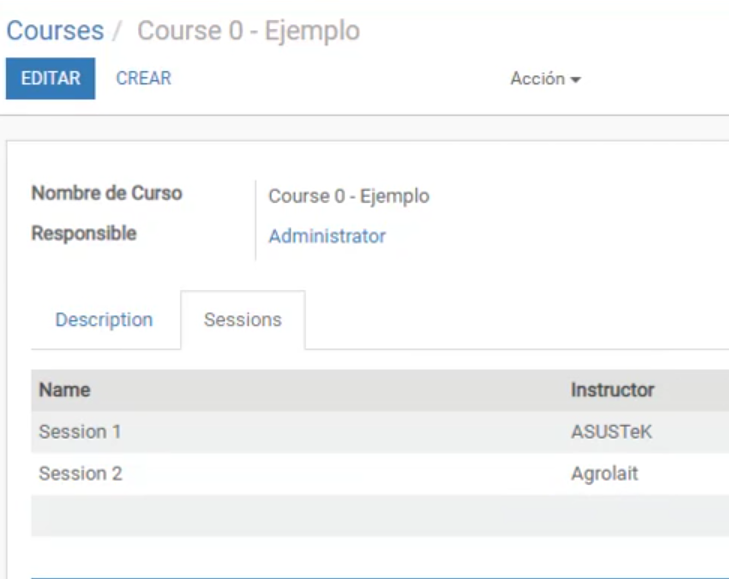 Courses / Course 0 - Ejemplo
EDITAR CREAR Acción
Nombre de Curso Course 0 - Ejemplo
Responsible Administrator
Description Sessions
Name Instructor
Session 1 ASUSTeK
Session 2 Agrolait